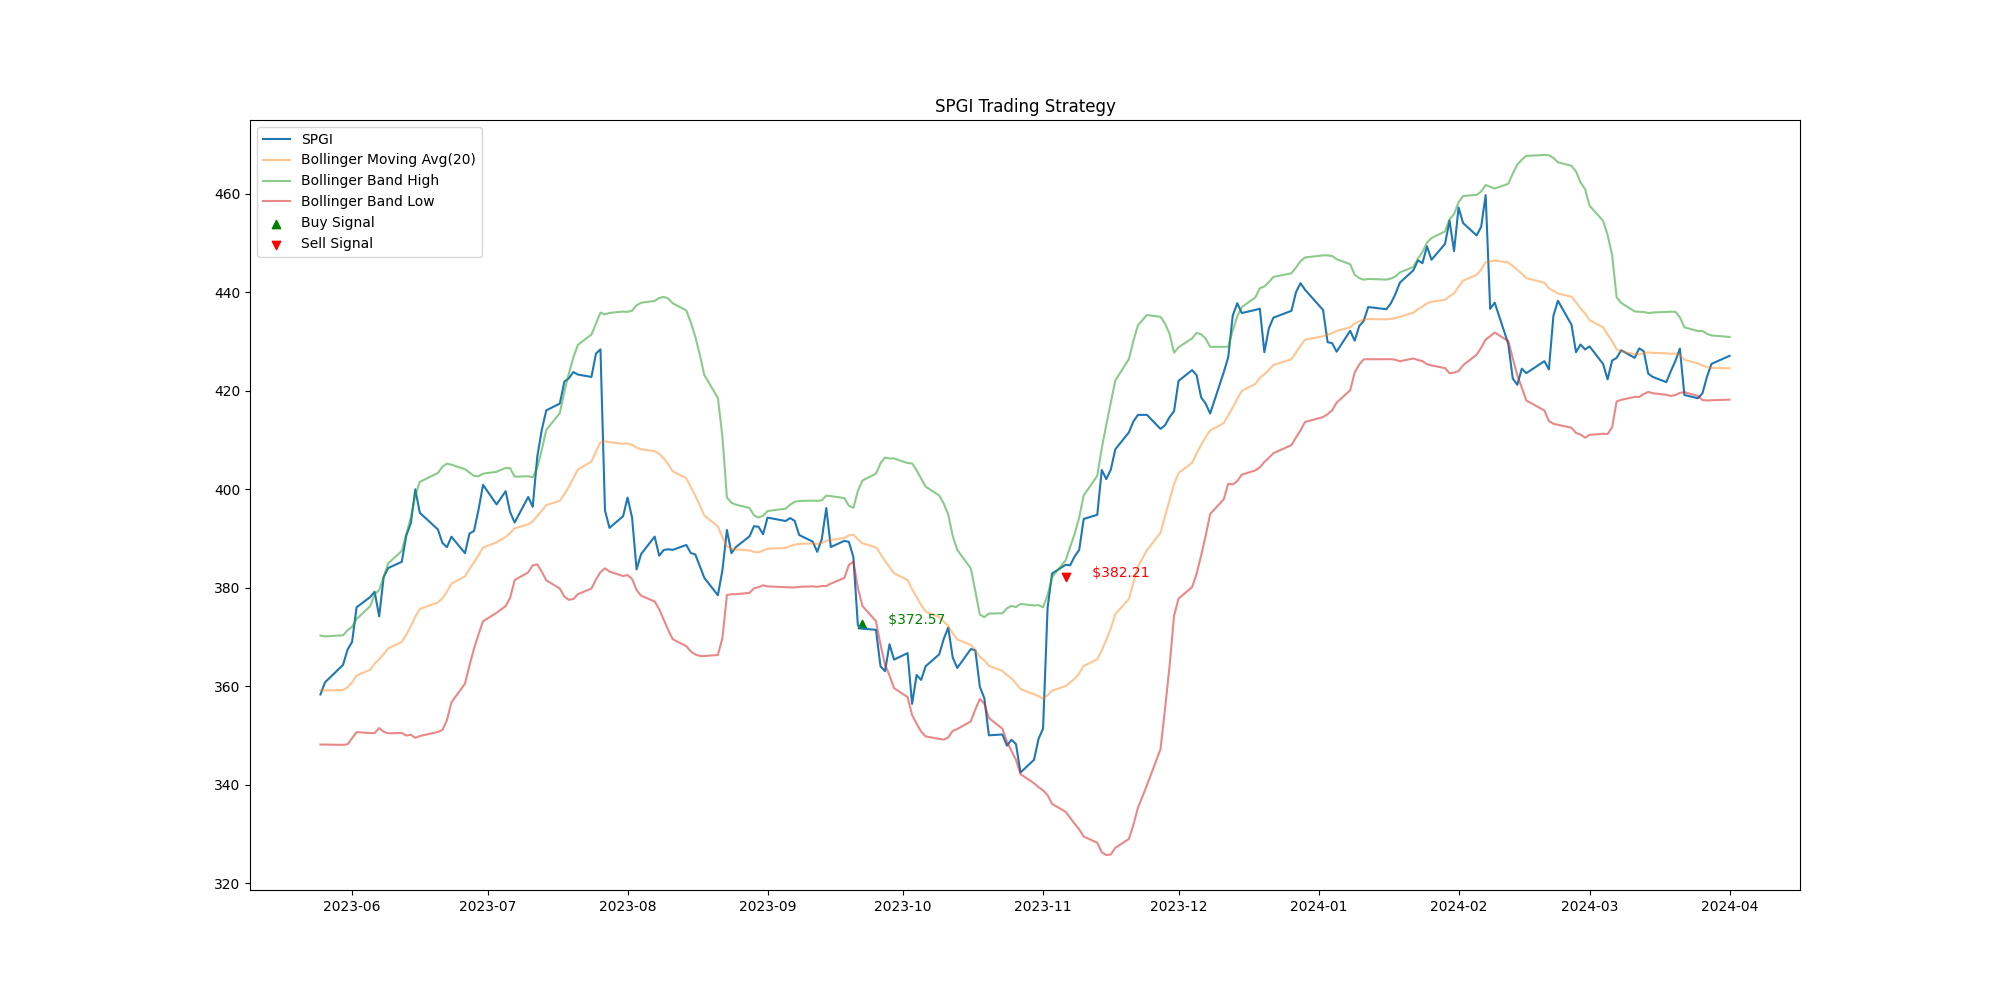 SPGI Trading Strategy
SPGI
Bollinger Moving Avg(20)
Bollinger Band High
Bollinger Band Low
Buy Signal
Sell Signal
460
440
420
400
380
360
340
320
$382.21
$372.57
2023-06 2023-07 2023-08 2023-09 2023-10 2023-11 2023-12 2024-01 2024-02 2024-03 2024-04